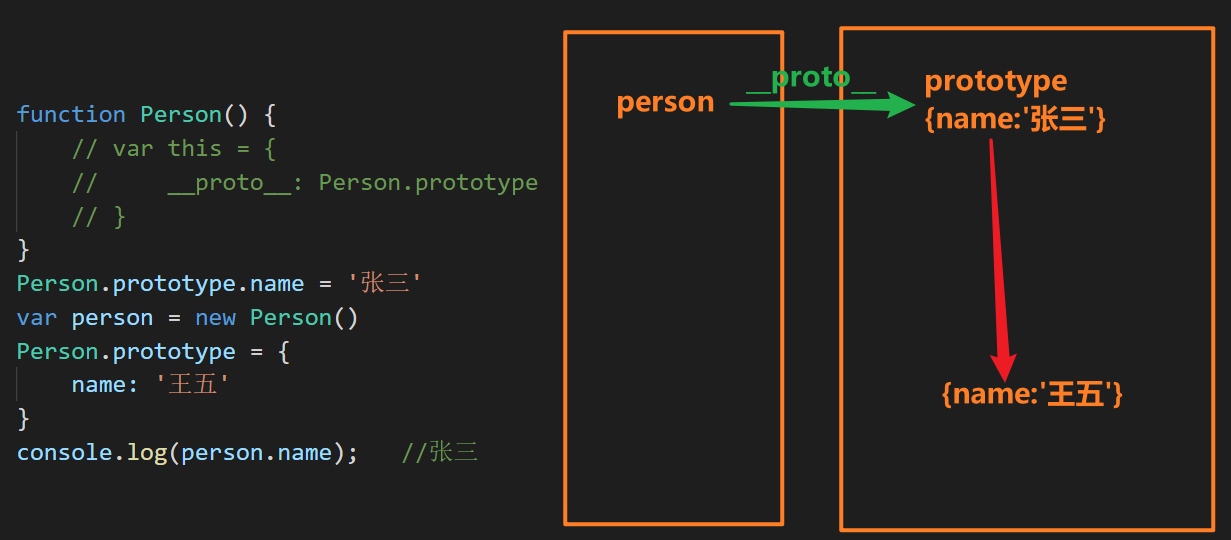 function Person() {
    // var this = {
    //     __proto__: Person.prototype
    // }
}
Person.prototype.name = '张三'
var person = new Person()
Person.prototype = {
    name: '王五'
}
console.log(person.name);   //张三
person
__proto__
prototype
{name:'张三'}
{name:'王五'}